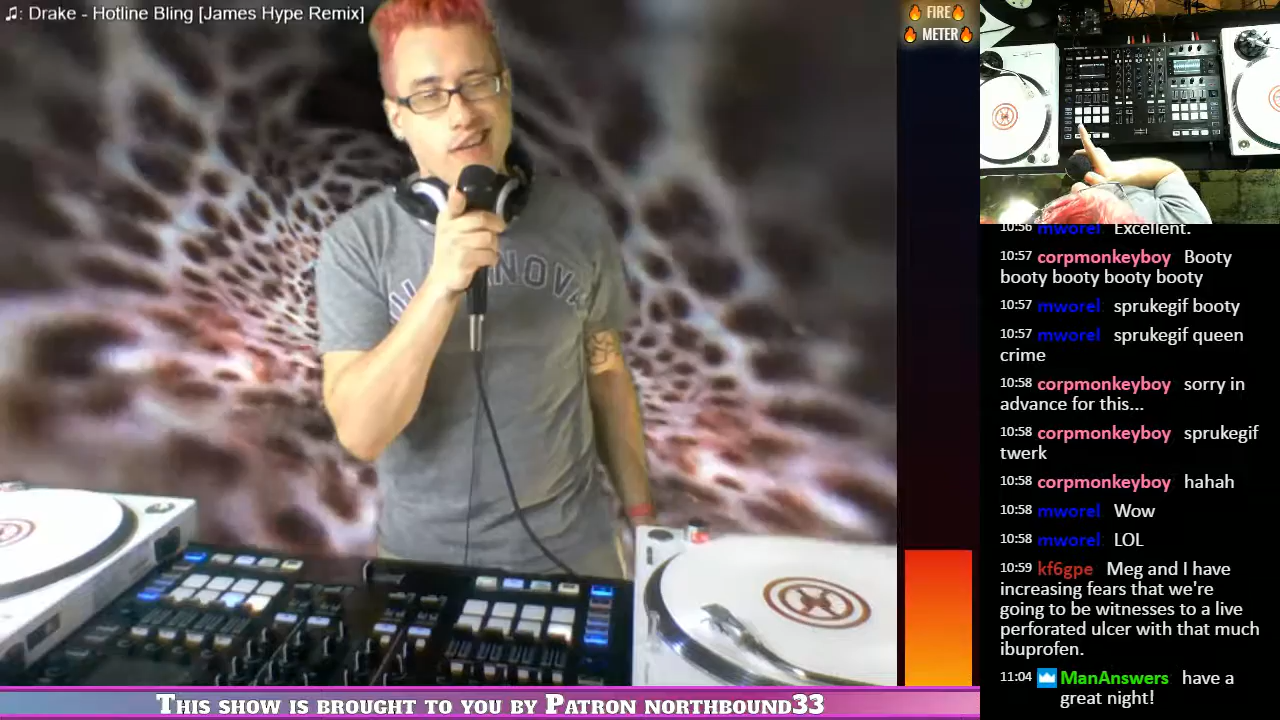 ♫: Drake - Hotline Bling [James Hype Remix]
🔥 FIRE🔥
🔥 METER🔥
10:56 mworel: Excellent.
10:57 corpmonkeyboy Booty
booty booty booty booty
10:57 mworel: sprukegif booty
10:57 mworel: sprukegif queen
crime
10:58 corpmonkeyboy sorry in
advance for this...
10:58 corpmonkeyboy sprukegif
twerk
10:58 corpmonkeyboy hahah
10:58 mworel: Wow
10:58 mworel: LOL
10:59 kf6gpe Meg and I have
increasing fears that we're
going to be witnesses to a live
perforated ulcer with that much
ibuprofen.
11:04 ManAnswers have a
great night!
THIS SHOW IS BROUGHT TO YOU BY PATRON NORTHBOUND33